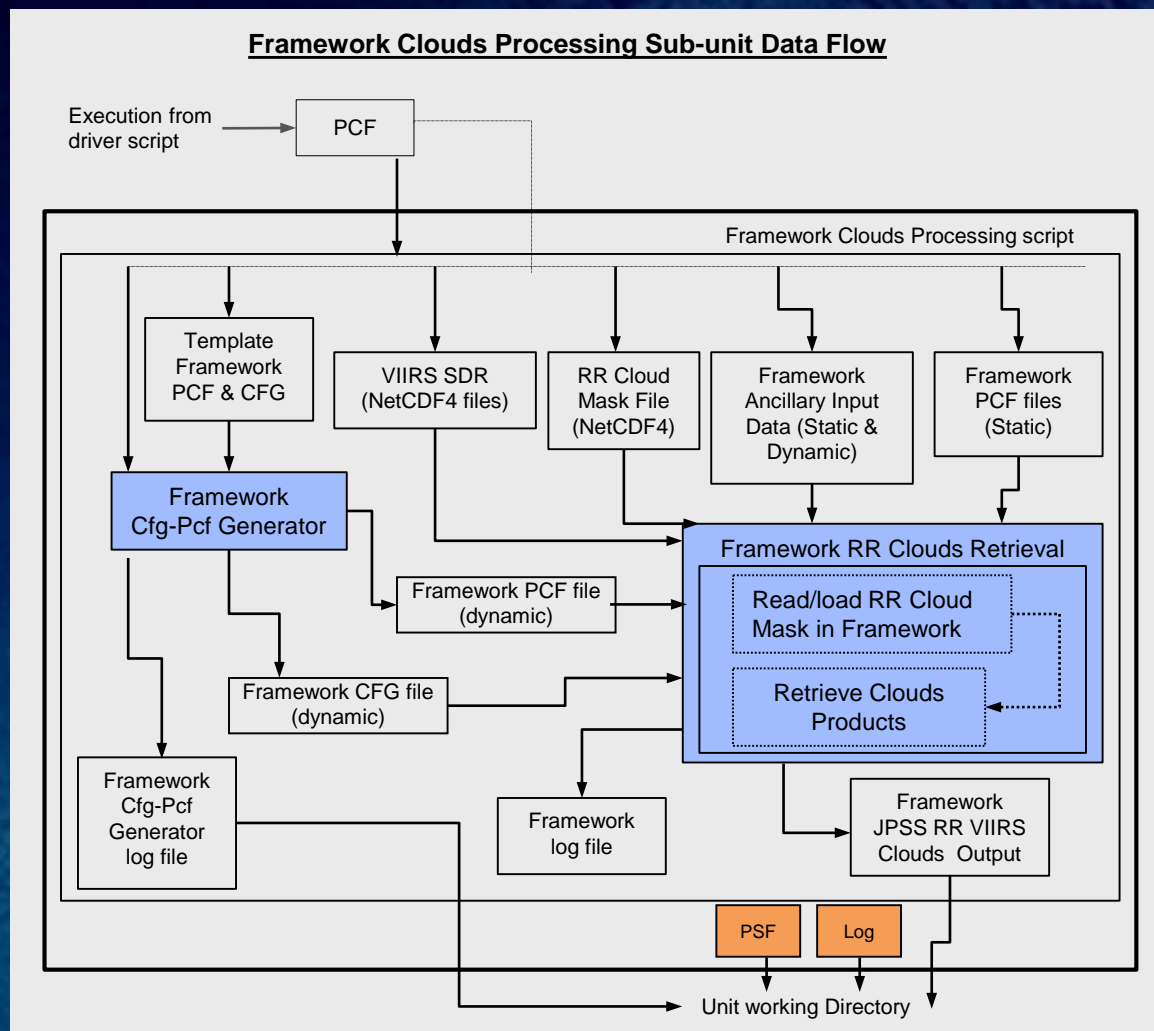 Framework Clouds Processing Sub-unit Data Flow
Execution from
driver script
PCF
Framework Clouds Processing script
Template
Framework
PCF & CFG
VIIRS SDR
(NetCDF4 files)
RR Cloud
Mask File
(NetCDF4)
Framework
Ancillary Input
Data (Static &
Dynamic)
Framework
PCF files
(Static)
Framework
Cfg-Pcf Generator
Framework RR Clouds Retrieval
Framework PCF file
(dynamic)
Read/load RR Cloud
Mask in Framework
Framework CFG file
(dynamic)
Retrieve Clouds
Products
Framework
Cfg-Pcf
Generator
log file
Framework
log file
Framework
JPSS RR VIIRS
Clouds Output
PSF
Log
Unit working Directory